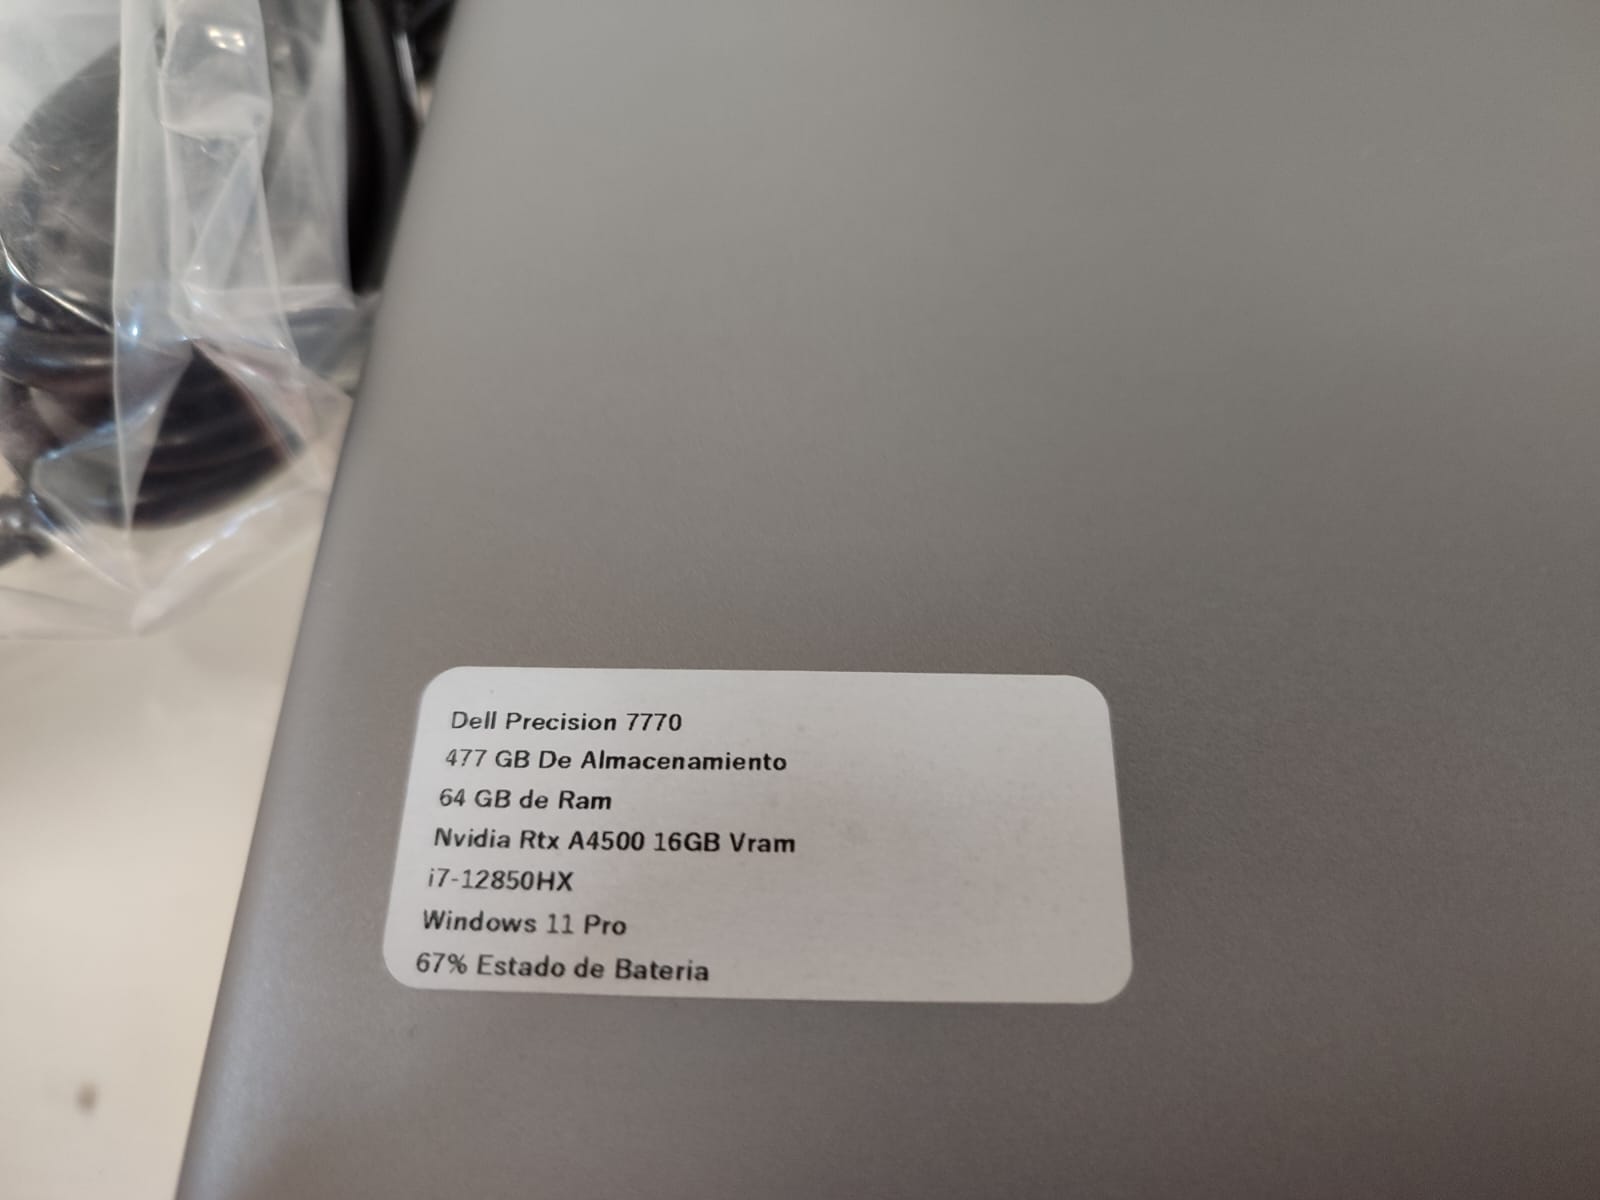 Dell Precision 7770
477 GB De Almacenamiento
64 GB de Ram
Nvidia Rtx A4500 16GB Vram
i7-12850HX
Windows 11 Pro
67% Estado de Bateria